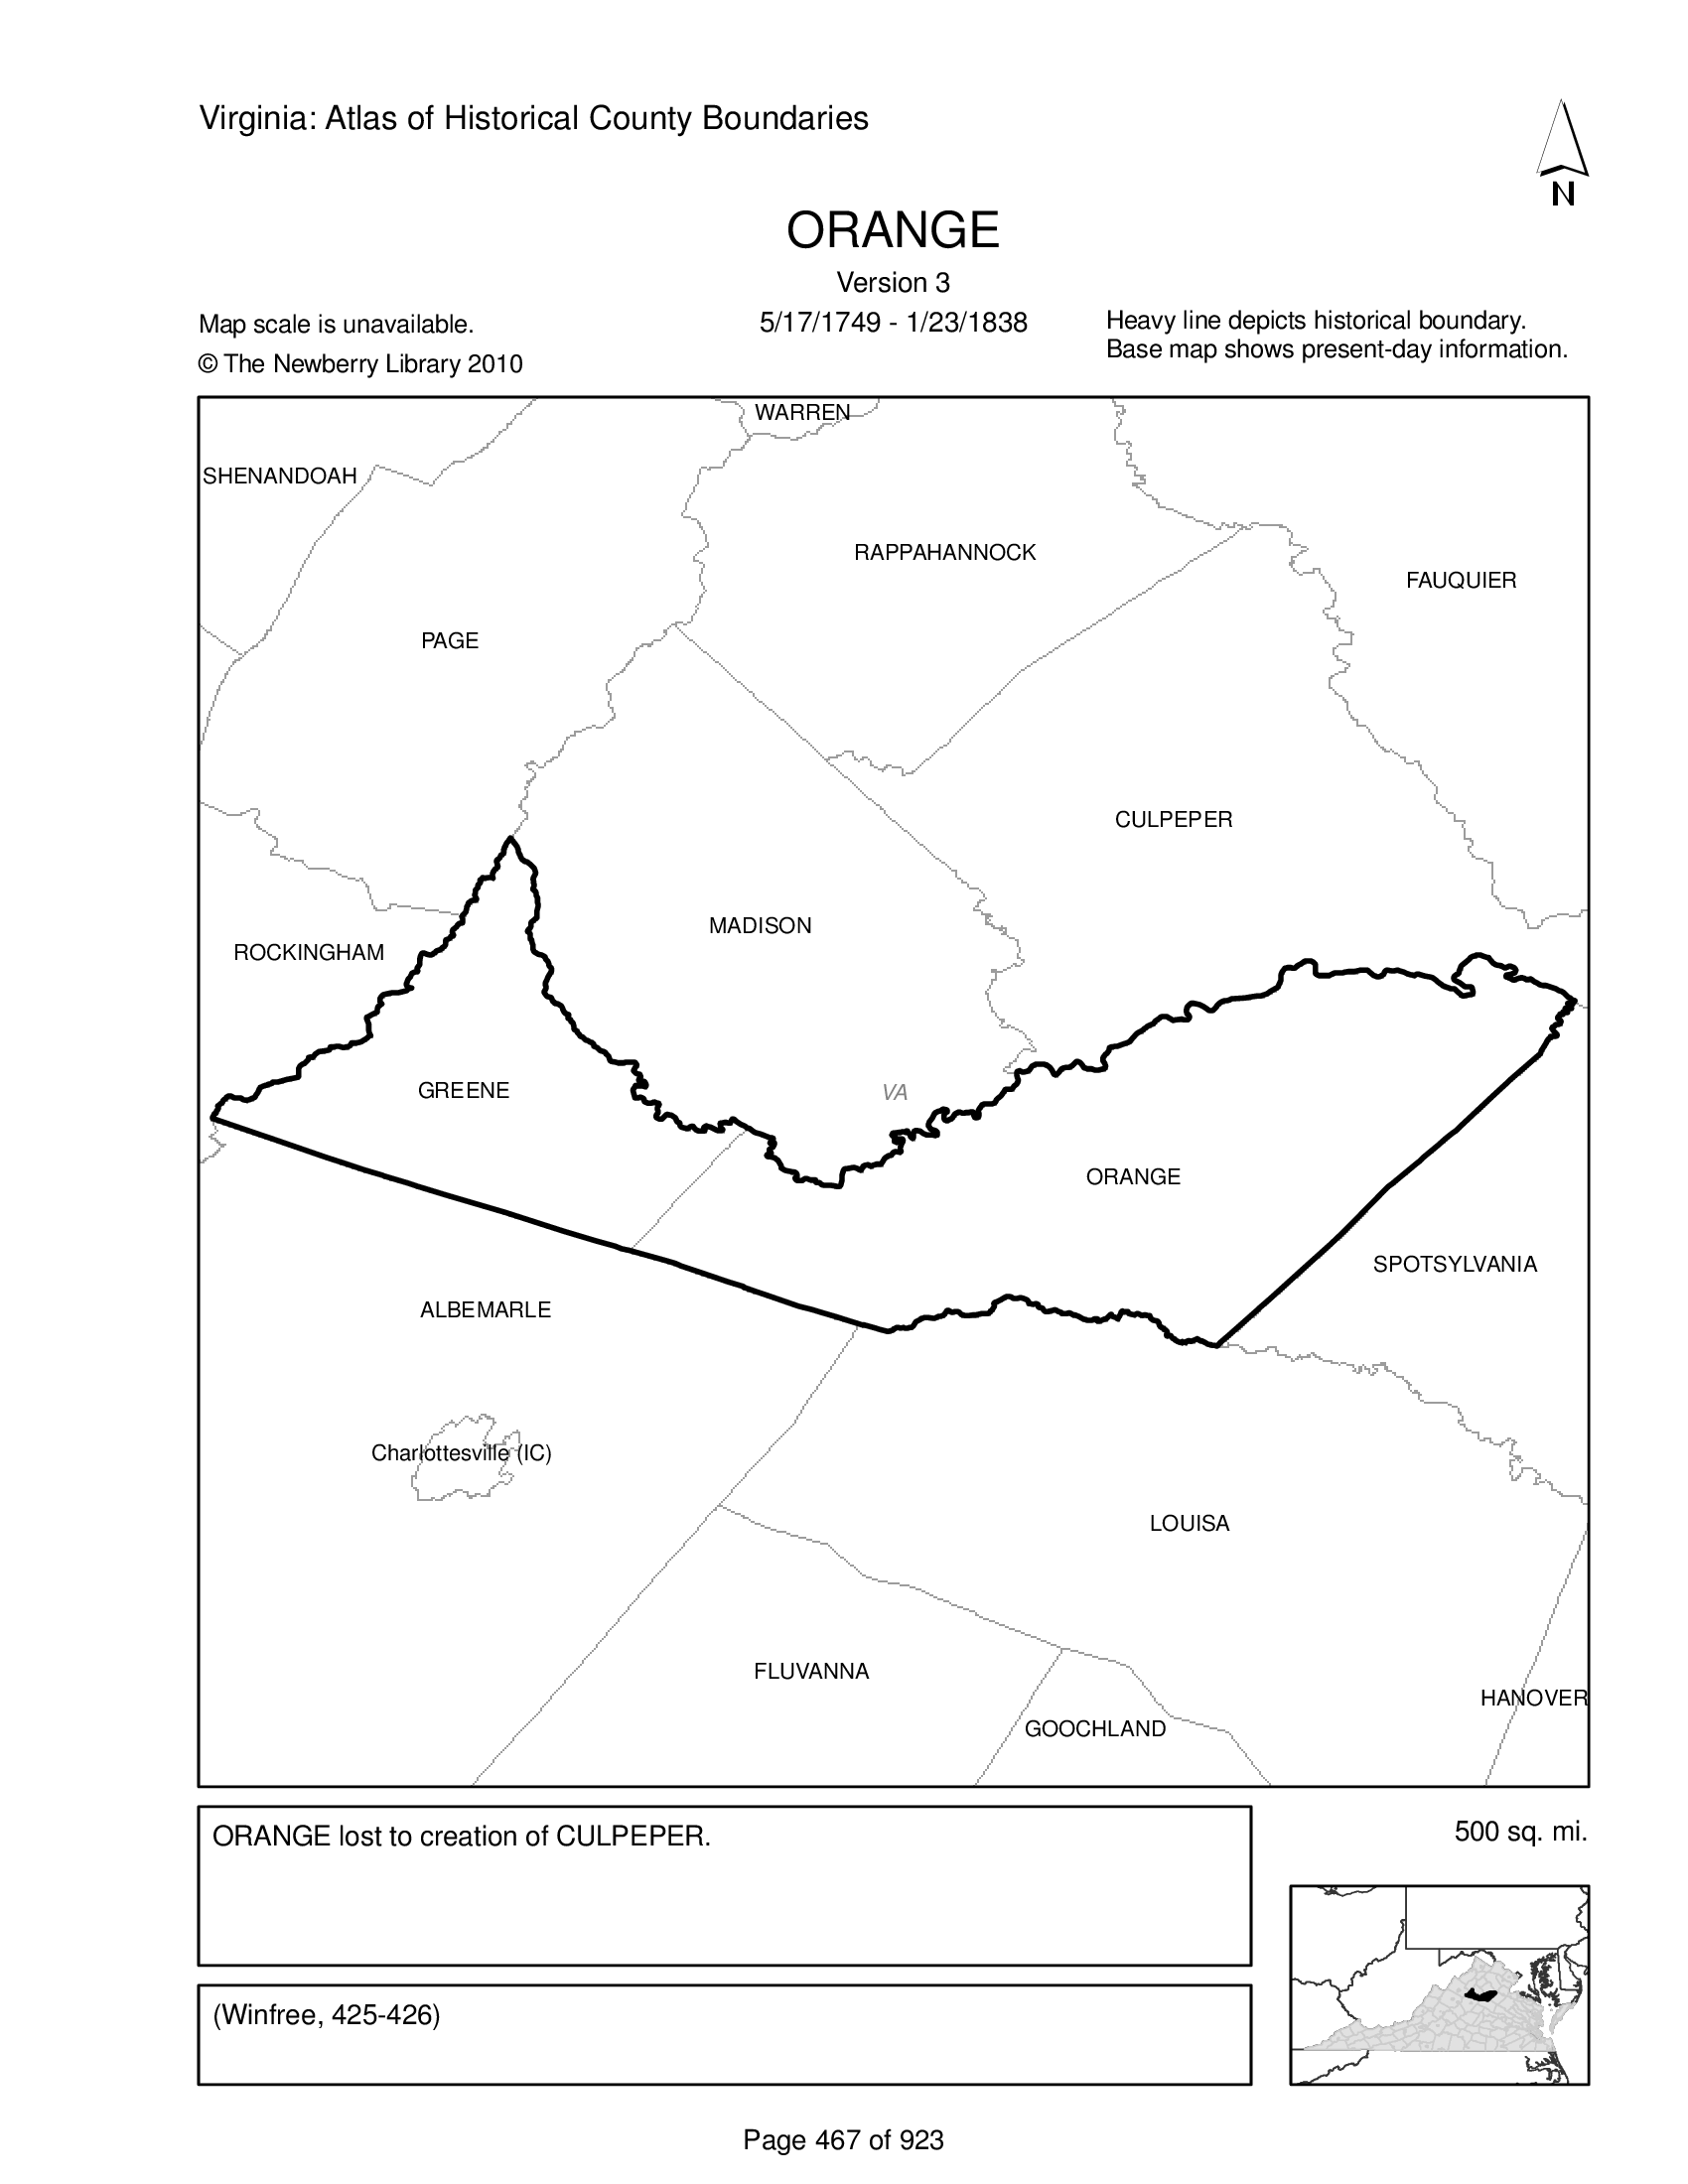 Virginia: Atlas of Historical County Boundaries
N
ORANGE
Version 3
5/17/1749 - 1/23/1838
Map scale is unavailable.
© The Newberry Library 2010
Heavy line depicts historical boundary.
Base map shows present-day information.
WARREN
SHENANDOAH
RAPPAHANNOCK
FAUQUIER
PAGE
CULPEPER
MADISON
ROCKINGHAM
GREENE
VA
ORANGE
SPOTSYLVANIA
ALBEMARLE
Charlottesville (IC)
LOUISA
FLUVANNA
HANOVER
GOOCHLAND
ORANGE lost to creation of CULPEPER.
500 sq. mi.
(Winfree, 425-426)
Page 467 of 923